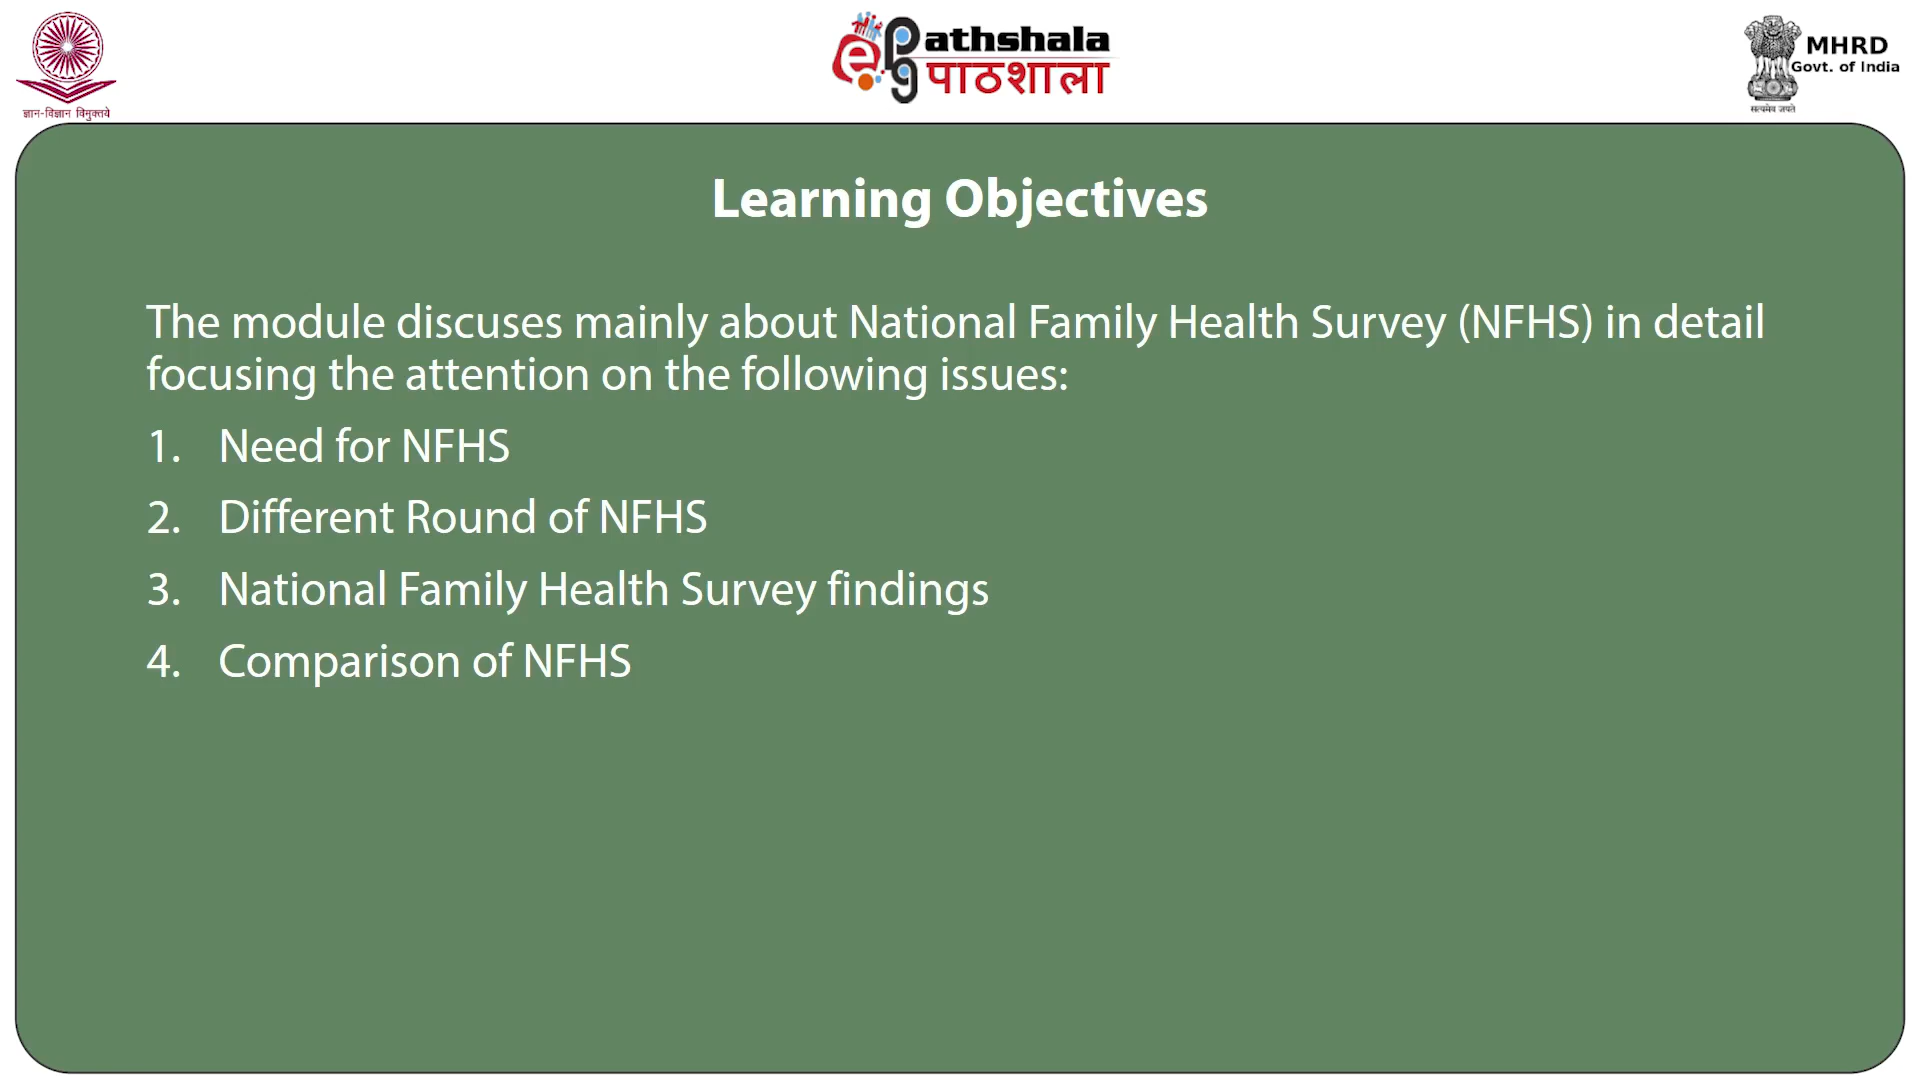 ज्ञान-विज्ञान विमुक्तये
e pg Pathshala
पाठशाला
MHRD
Govt. of India
सत्यमेव जयते
Learning Objectives
The module discuses mainly about National Family Health Survey (NFHS) in detail
focusing the attention on the following issues:
1. Need for NFHS
2. Different Round of NFHS
3. National Family Health Survey findings
4. Comparison of NFHS